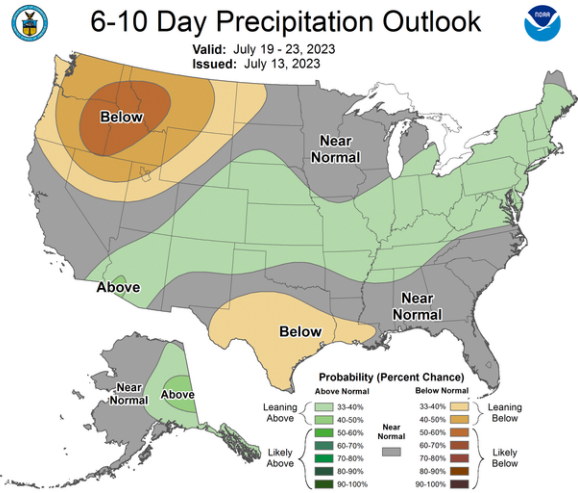 6-10 Day Precipitation Outlook
Valid: July 19 - 23, 2023
Issued: July 13, 2023
NOAA
Below
Near
Normal
Above
Below
Near
Normal
Near
Normal
Above
Probability (Percent Chance)
Above Normal
Below Normal
Leaning
Above
33-40%
40-50%
Likely
Above
50-60%
60-70%
70-80%
80-90%
90-100%
Near
Normal
33-40%
40-50%
Leaning
Below
50-60%
60-70%
70-80%
80-90%
90-100%
Likely
Below